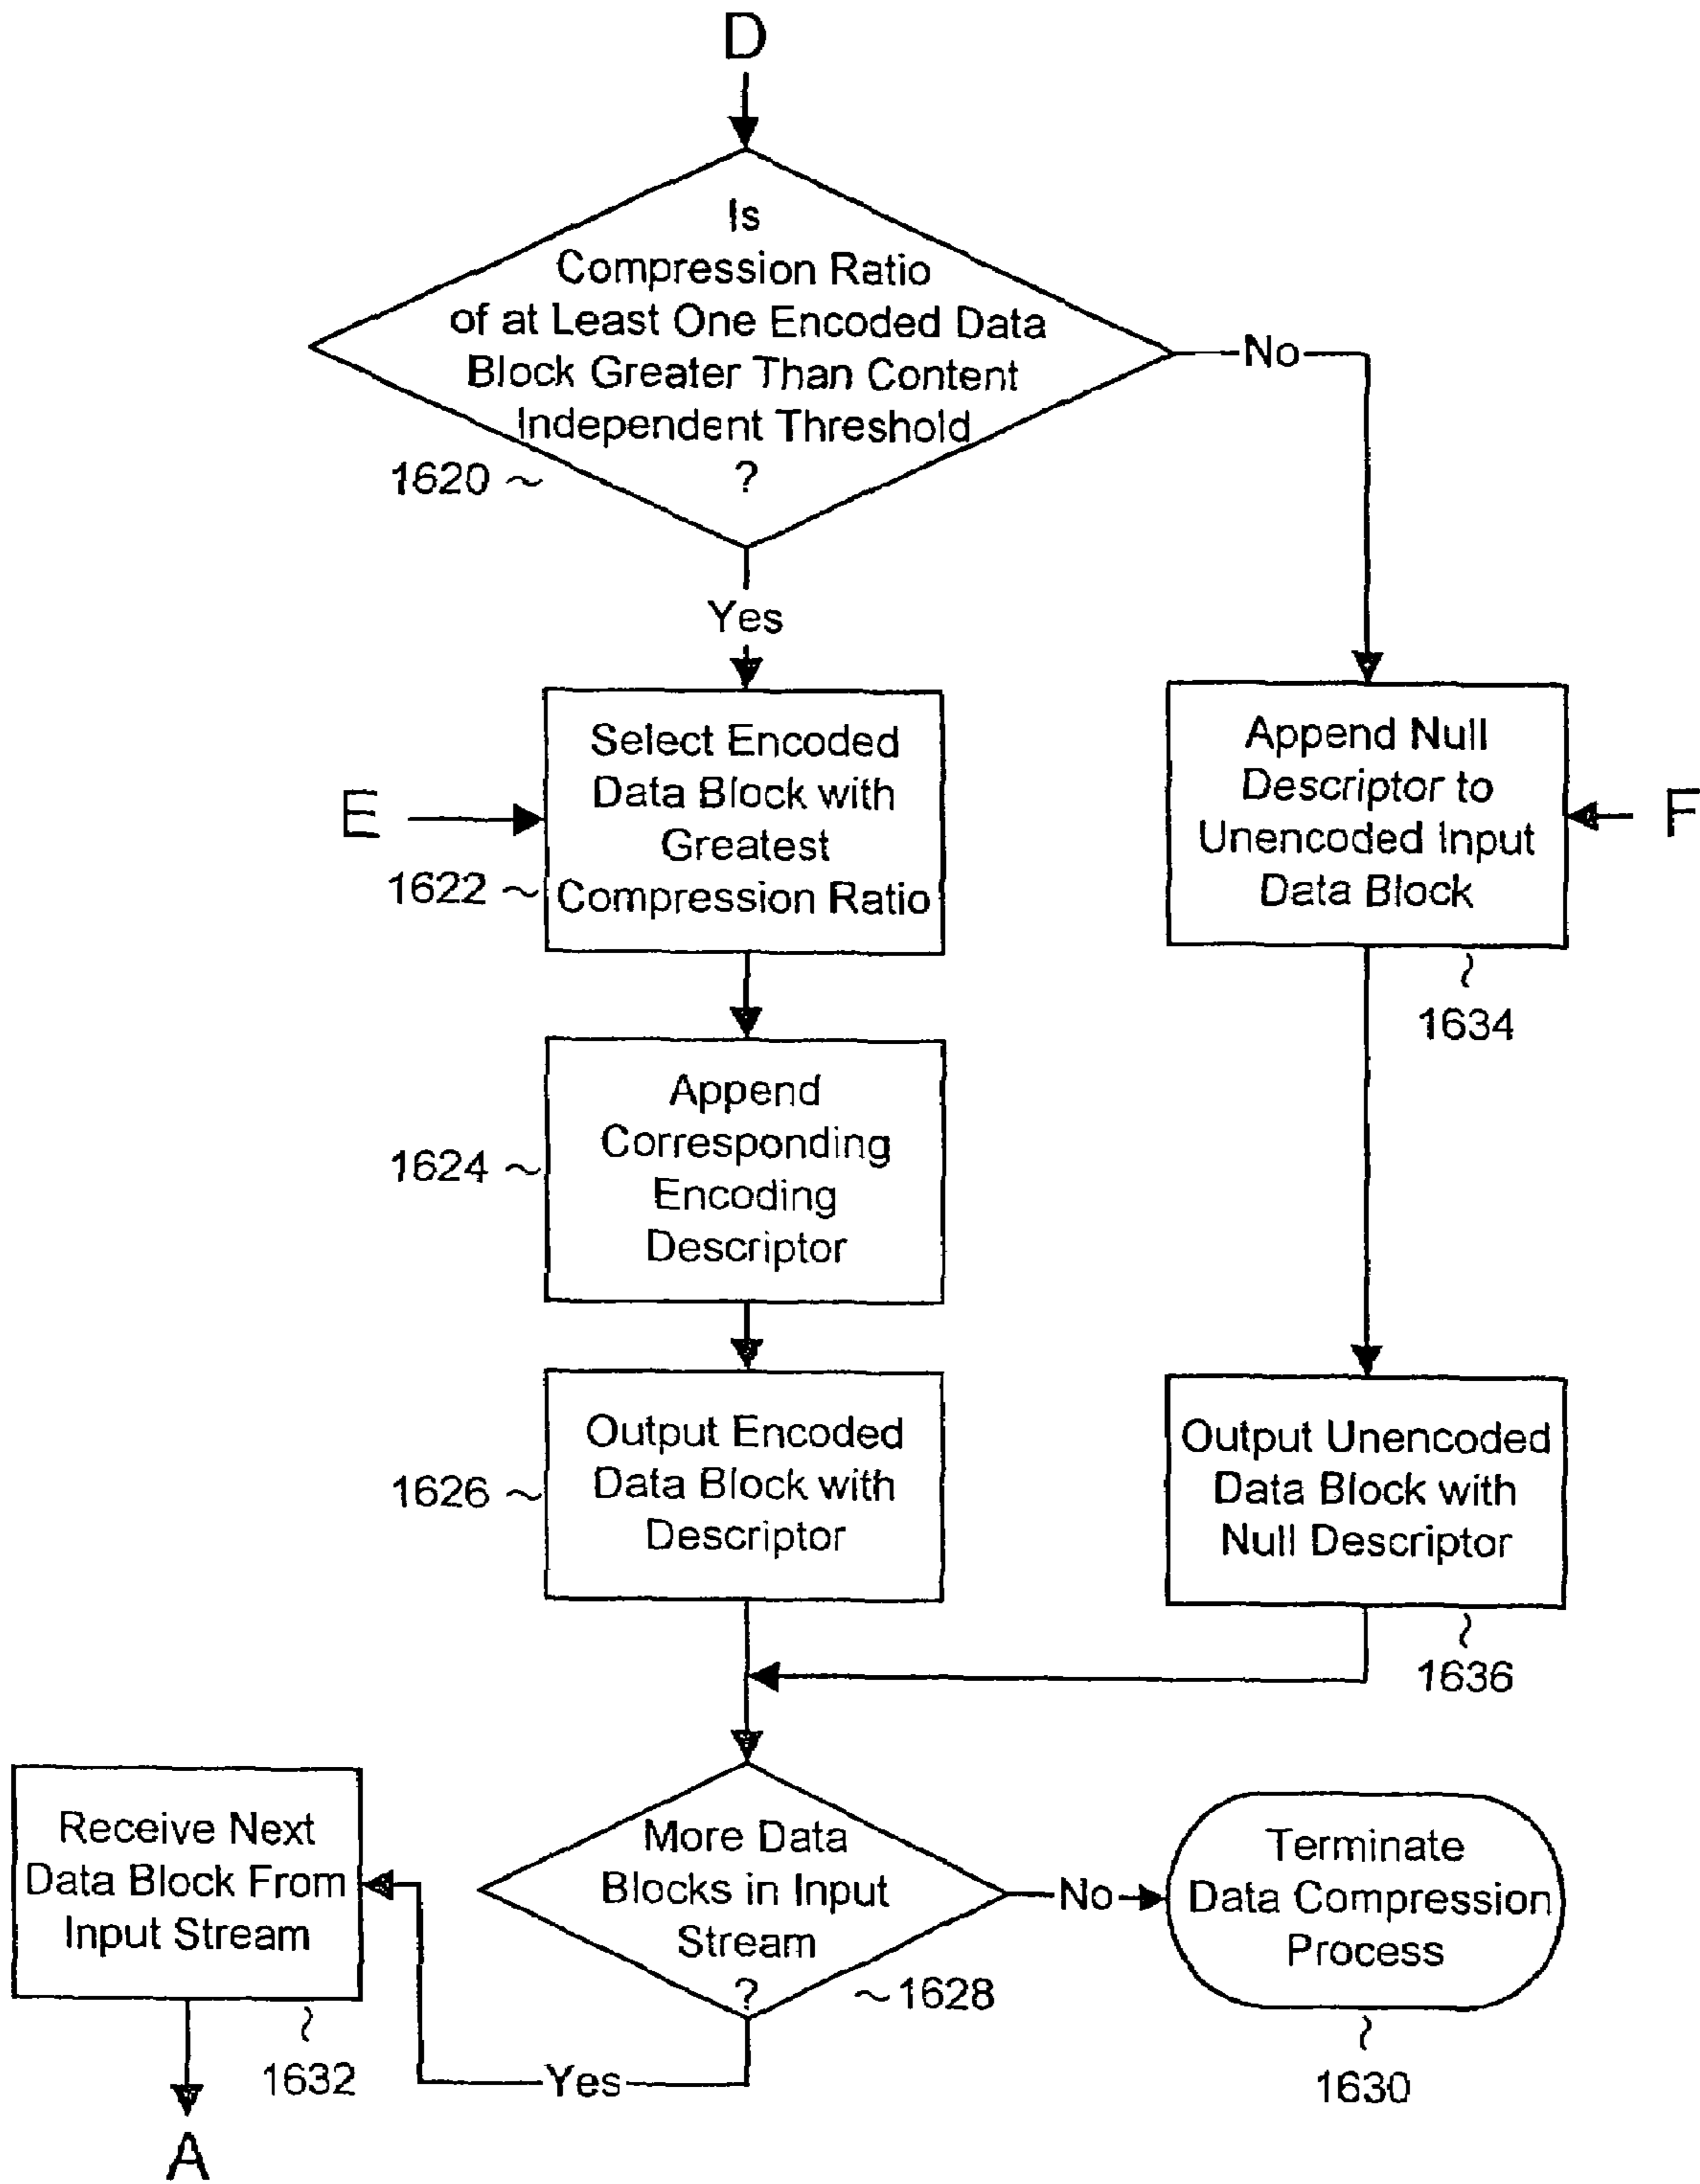 D
Is
Compression Ratio
of at Least One Encoded Data
Block Greater Than Content
Independent Threshold
?
1620
No
Yes
Select Encoded
Data Block with
Greatest
Compression Ratio
E
1622
Append Null
Descriptor to
Unencoded Input
Data Block
F
1634
Append
Corresponding
Encoding
Descriptor
1624
Output Encoded
Data Block with
Descriptor
1626
Output Unencoded
Data Block with
Null Descriptor
1636
Receive Next
Data Block From
Input Stream
1632
More Data
Blocks in Input
Stream
?
1628
No
Terminate
Data Compression
Process
1630
Yes
A